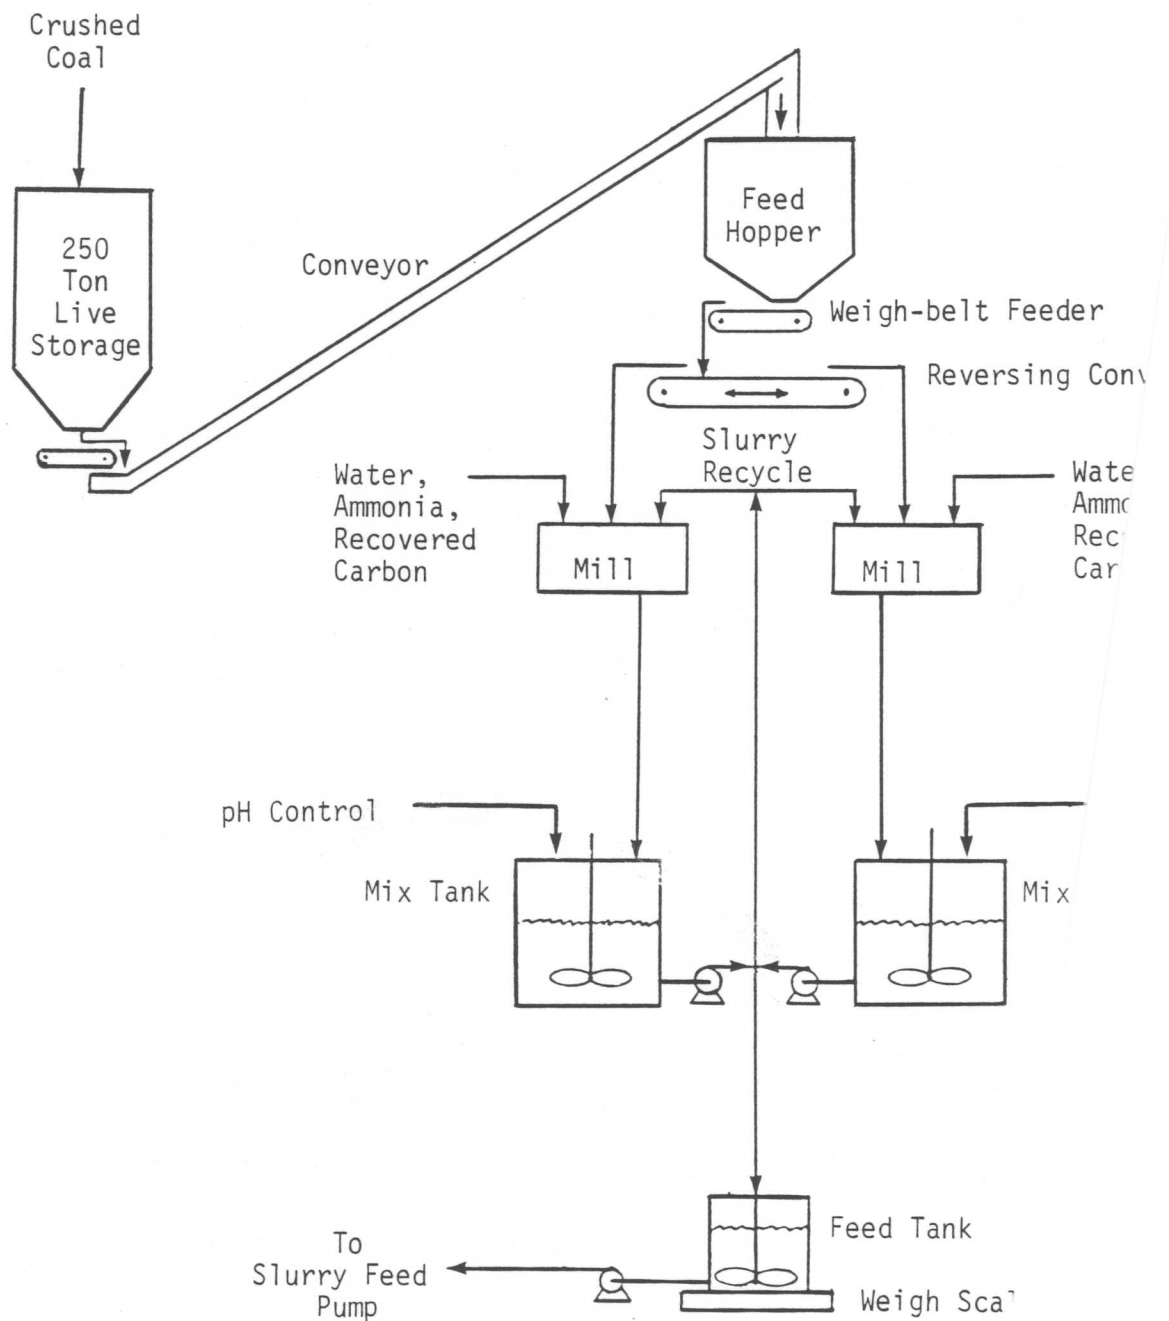 Crushed
Coal
250
Ton
Live
Storage
Conveyor
Feed
Hopper
Weigh-belt Feeder
Reversing
Slurry
Recycle
Water,
Ammonia,
Recovered
Carbon
Mill
Mill
pH Control
Mix Tank
Mix
Feed Tank
Weigh
To
Slurry Feed
Pump